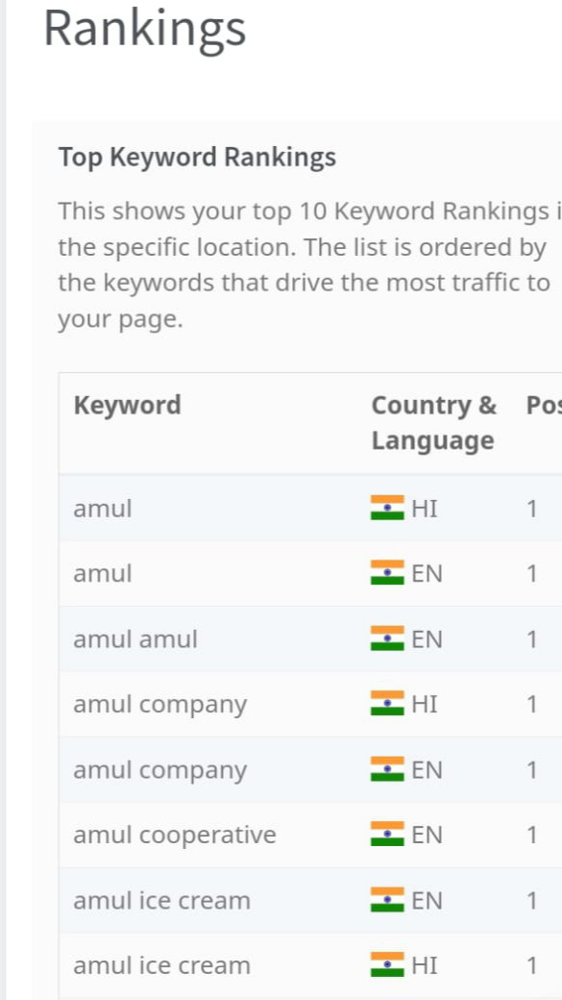 Rankings
Top Keyword Rankings
This shows your top 10 Keyword Rankings i
the specific location. The list is ordered by
the keywords that drive the most traffic to
your page.
Keyword Country & Language Pos
amul HI 1
amul EN 1
amul amul EN 1
amul company HI 1
amul company EN 1
amul cooperative EN 1
amul ice cream EN 1
amul ice cream HI 1